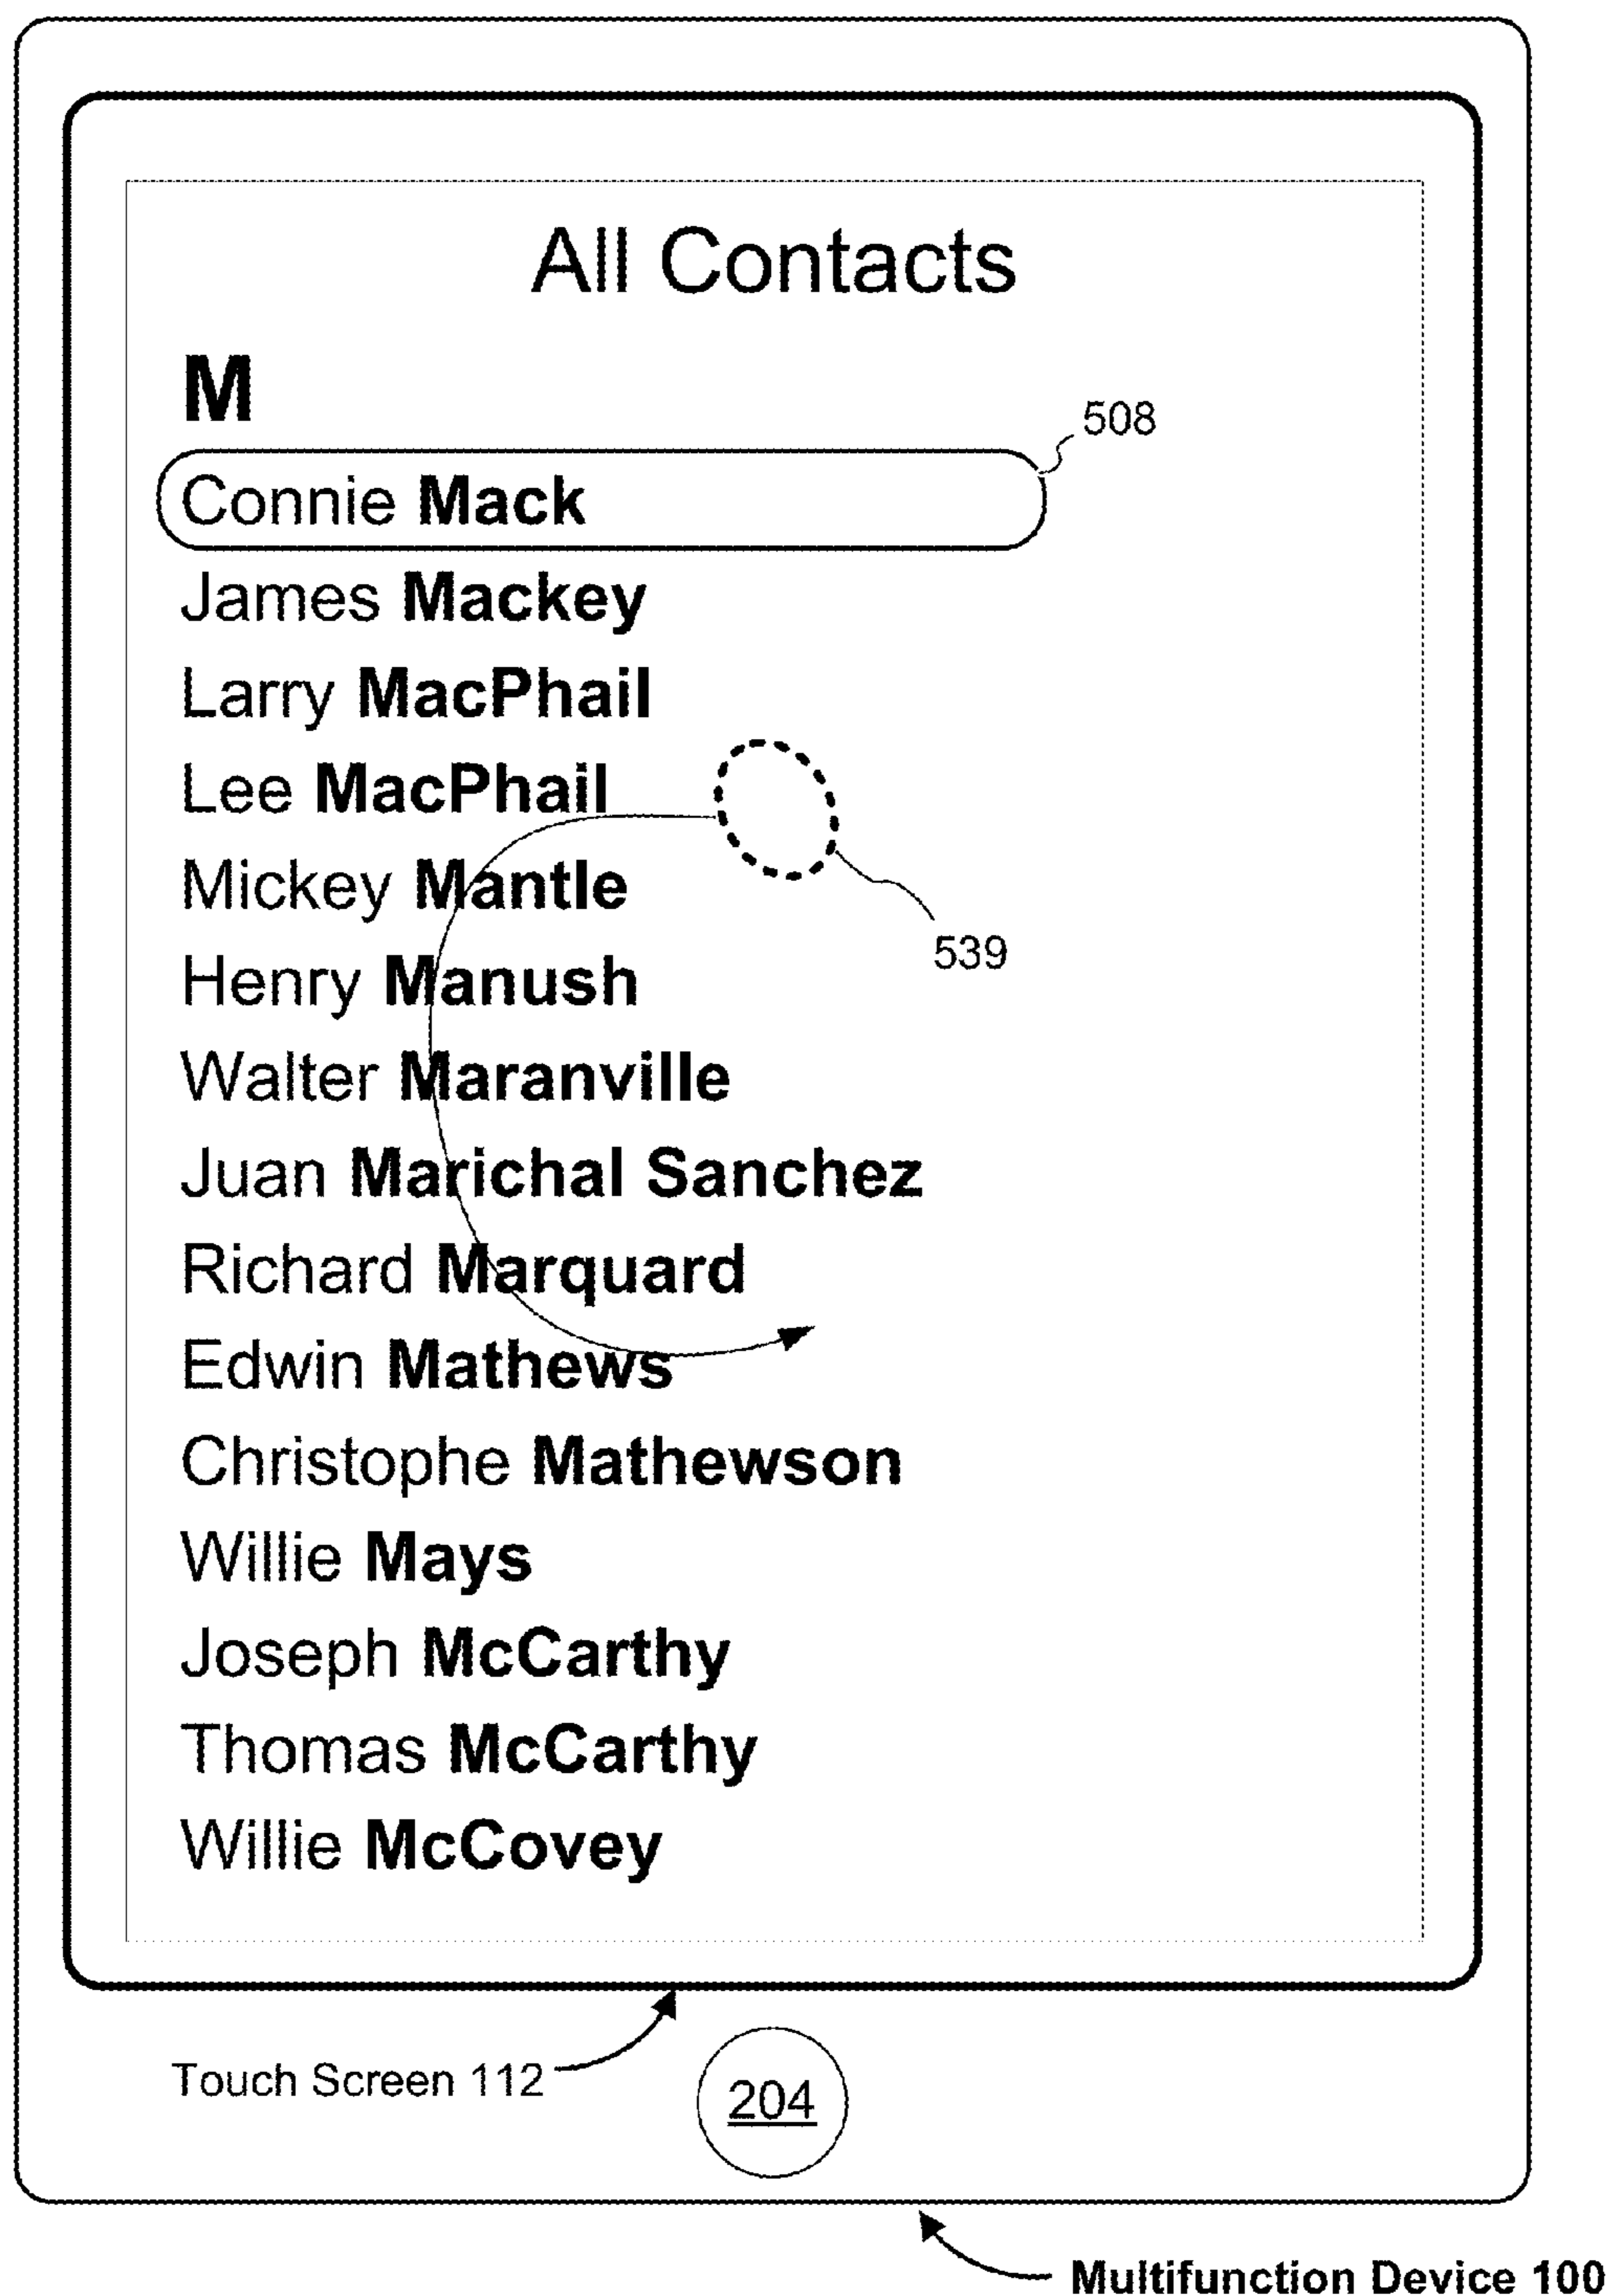 All Contacts
M
508
Connie Mack
James Mackey
Larry MacPhail
Lee MacPhail
Mickey Mantle
539
Henry Manush
Walter Maranville
Juan Marichal Sanchez
Richard Marquard
Edwin Mathews
Christophe Mathewson
Willie Mays
Joseph McCarthy
Thomas McCarthy
Willie McCovey
Touch Screen 112
204
Multifunction Device 100